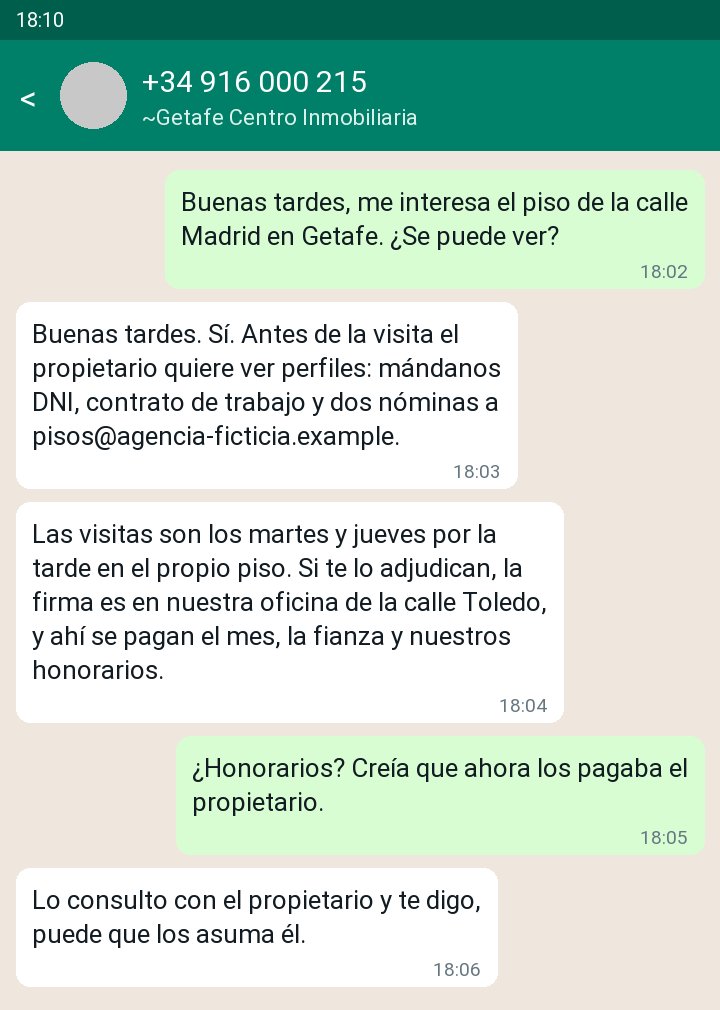 18:10
<
+34 916 000 215
~Getafe Centro Inmobiliaria
Buenas tardes, me interesa el piso de la calle
Madrid en Getafe. ¿Se puede ver?
18:02
Buenas tardes. Sí. Antes de la visita el
propietario quiere ver perfiles: mándanos
DNI, contrato de trabajo y dos nóminas a
pisos@agencia-ficticia.example.
18:03
Las visitas son los martes y jueves por la
tarde en el propio piso. Si te lo adjudican, la
firma es en nuestra oficina de la calle Toledo,
y ahí se pagan el mes, la fianza y nuestros
honorarios.
18:04
¿Honorarios? Creía que ahora los pagaba el
propietario.
18:05
Lo consulto con el propietario y te digo,
puede que los asuma él.
18:06